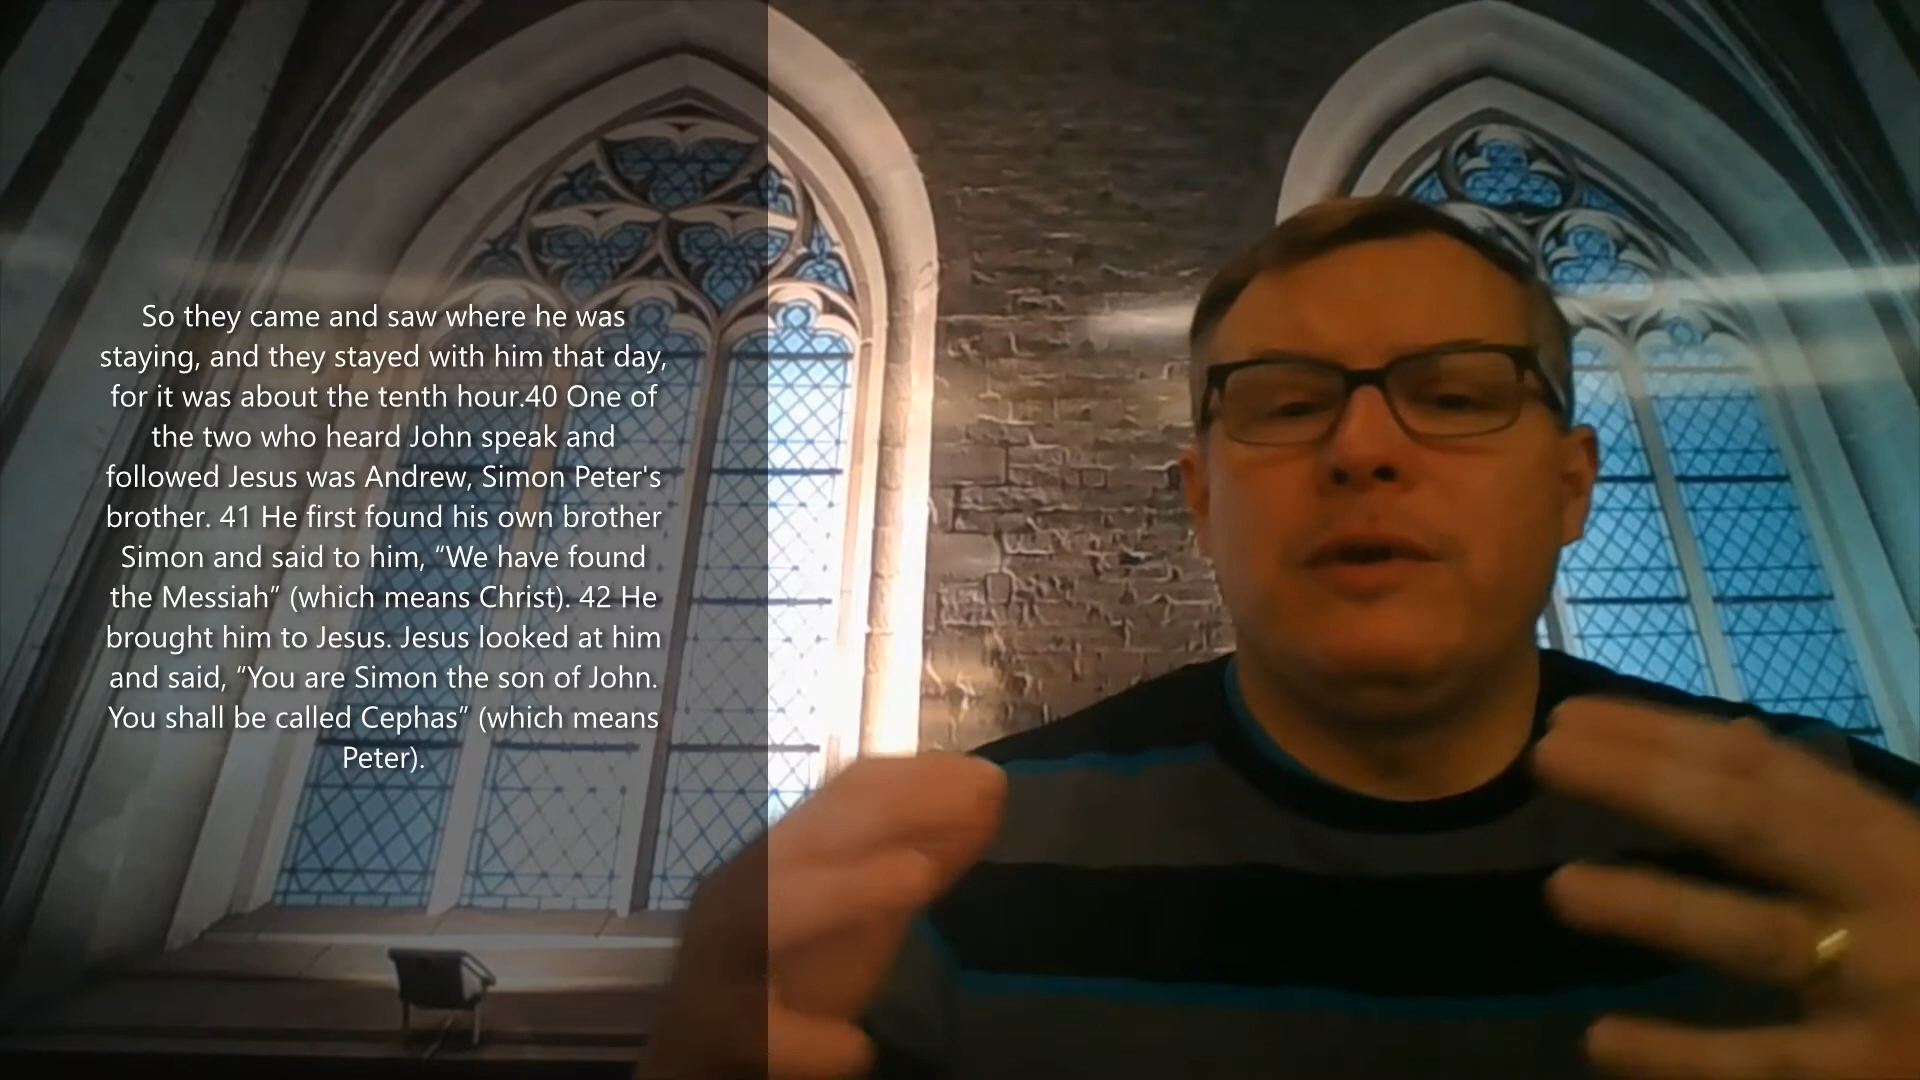 So they came and saw where he was
staying, and they stayed with him that day,
for it was about the tenth hour.40 One of
the two who heard John speak and
followed Jesus was Andrew, Simon Peter's
brother. 41 He first found his own brother
Simon and said to him, “We have found
the Messiah” (which means Christ). 42 He
brought him to Jesus. Jesus looked at him
and said, “You are Simon the son of John.
You shall be called Cephas” (which means
Peter).